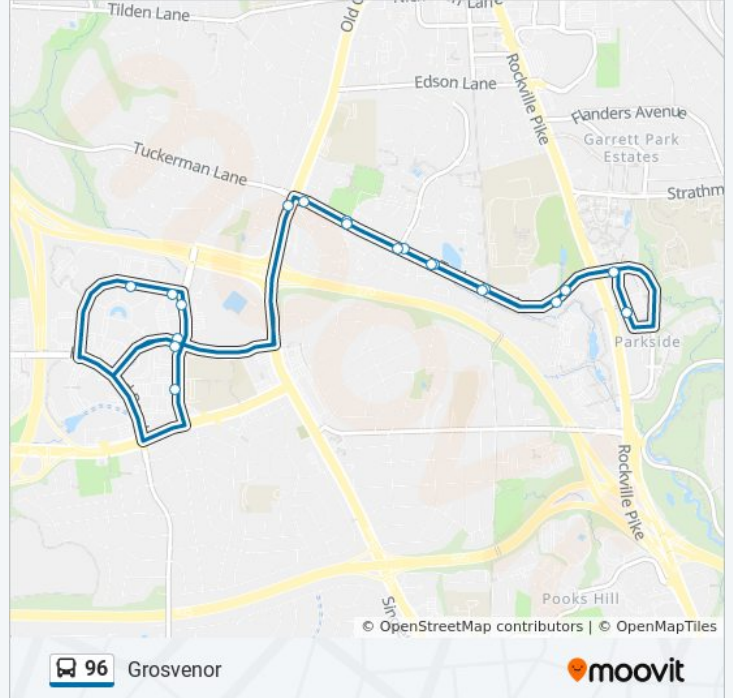 Tilden Lane
Old
Lane
Edson Lane
Rockville Pike
Flanders Avenue
Garrett Park
Estates
Tuckerman Lane
Strathm
Parkside
Rockville Pike
Pooks Hill
Sin
© OpenStreetMap contributors | © OpenMapTiles
96 Grosvenor
moovit